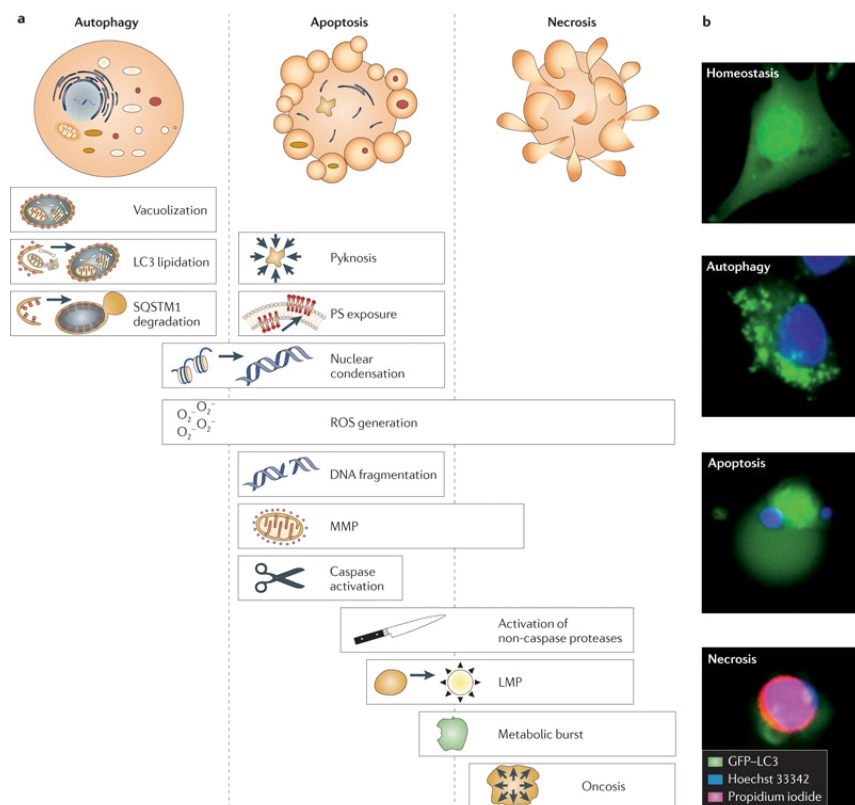 a
Autophagy
Apoptosis
Necrosis
b
Homeostasis
Vacuolization
LC3 lipidation
Pyknosis
Autophagy
SQSTM1
degradation
PS exposure
Nuclear
condensation
O₂⁻ O₂⁻
O₂⁻ O₂⁻
O₂⁻
ROS generation
DNA fragmentation
Apoptosis
MMP
Caspase
activation
Activation of
non-caspase proteases
LMP
Necrosis
Metabolic burst
Oncosis
GFP–LC3
Hoechst 33342
Propidium iodide